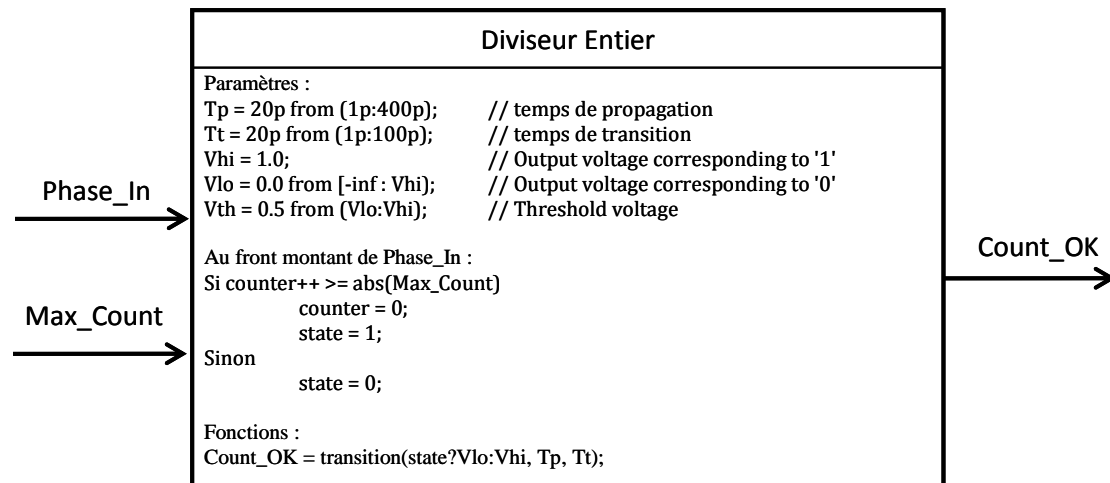 Diviseur Entier
Paramètres :
Tp = 20p from (1p:400p); // temps de propagation
Tt = 20p from (1p:100p); // temps de transition
Vhi = 1.0; // Output voltage corresponding to '1'
Vlo = 0.0 from [-inf : Vhi); // Output voltage corresponding to '0'
Vth = 0.5 from (Vlo:Vhi); // Threshold voltage
Phase_In
Au front montant de Phase_In :
Si counter++ >= abs(Max_Count)
counter = 0;
state = 1;
Sinon
state = 0;
Max_Count
Count_OK
Fonctions :
Count_OK = transition(state?Vlo:Vhi, Tp, Tt);